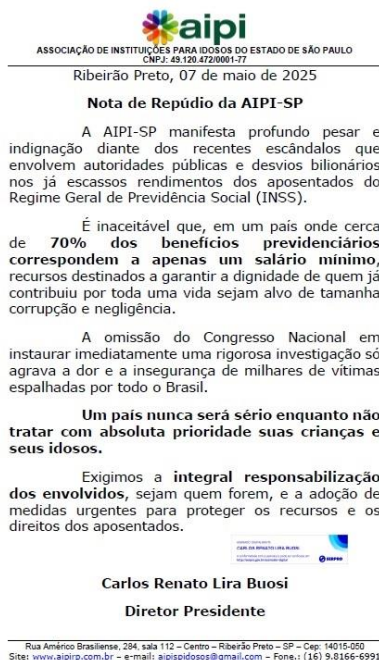 aipi
ASSOCIAÇÃO DE INSTITUIÇÕES PARA IDOSOS DO ESTADO DE SÃO PAULO
CNPJ: 49.120.472/0001-77
Ribeirão Preto, 07 de maio de 2025
Nota de Repúdio da AIPI-SP
A AIPI-SP manifesta profundo pesar e
indignação diante dos recentes escândalos que
envolvem autoridades públicas e desvios bilionários
nos já escassos rendimentos dos aposentados do
Regime Geral de Previdência Social (INSS).
É inaceitável que, em um país onde cerca
de 70% dos benefícios previdenciários
correspondem a apenas um salário mínimo,
recursos destinados a garantir a dignidade de quem já
contribuiu por toda uma vida sejam alvo de tamanha
corrupção e negligência.
A omissão do Congresso Nacional em
instaurar imediatamente uma rigorosa investigação só
agrava a dor e a insegurança de milhares de vítimas
espalhadas por todo o Brasil.
Um país nunca será sério enquanto não
tratar com absoluta prioridade suas crianças e
seus idosos.
Exigimos a integral responsabilização
dos envolvidos, sejam quem forem, e a adoção de
medidas urgentes para proteger os recursos e os
direitos dos aposentados.
CARLOS RENATO LIRA BUOSI
SERPRO
Carlos Renato Lira Buosi
Diretor Presidente
Rua Américo Brasiliense, 284, sala 112 – Centro – Ribeirão Preto – SP – Cep: 14015-050
Site: www.aipirp.com.br – e-mail: aipispidosos@gmail.com – Fone.: (16) 9.8166-6991